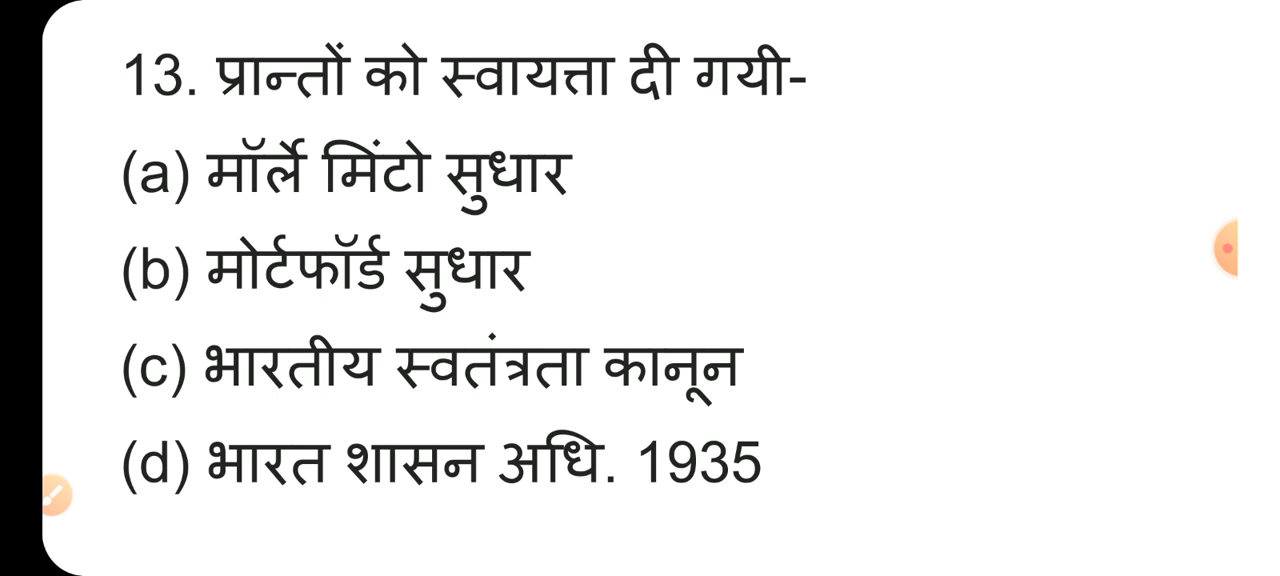 13. प्रान्तों को स्वायत्ता दी गयी-
(a) मॉर्ले मिंटो सुधार
(b) मोर्टफॉर्ड सुधार
(c) भारतीय स्वतंत्रता कानून
(d) भारत शासन अधि. 1935